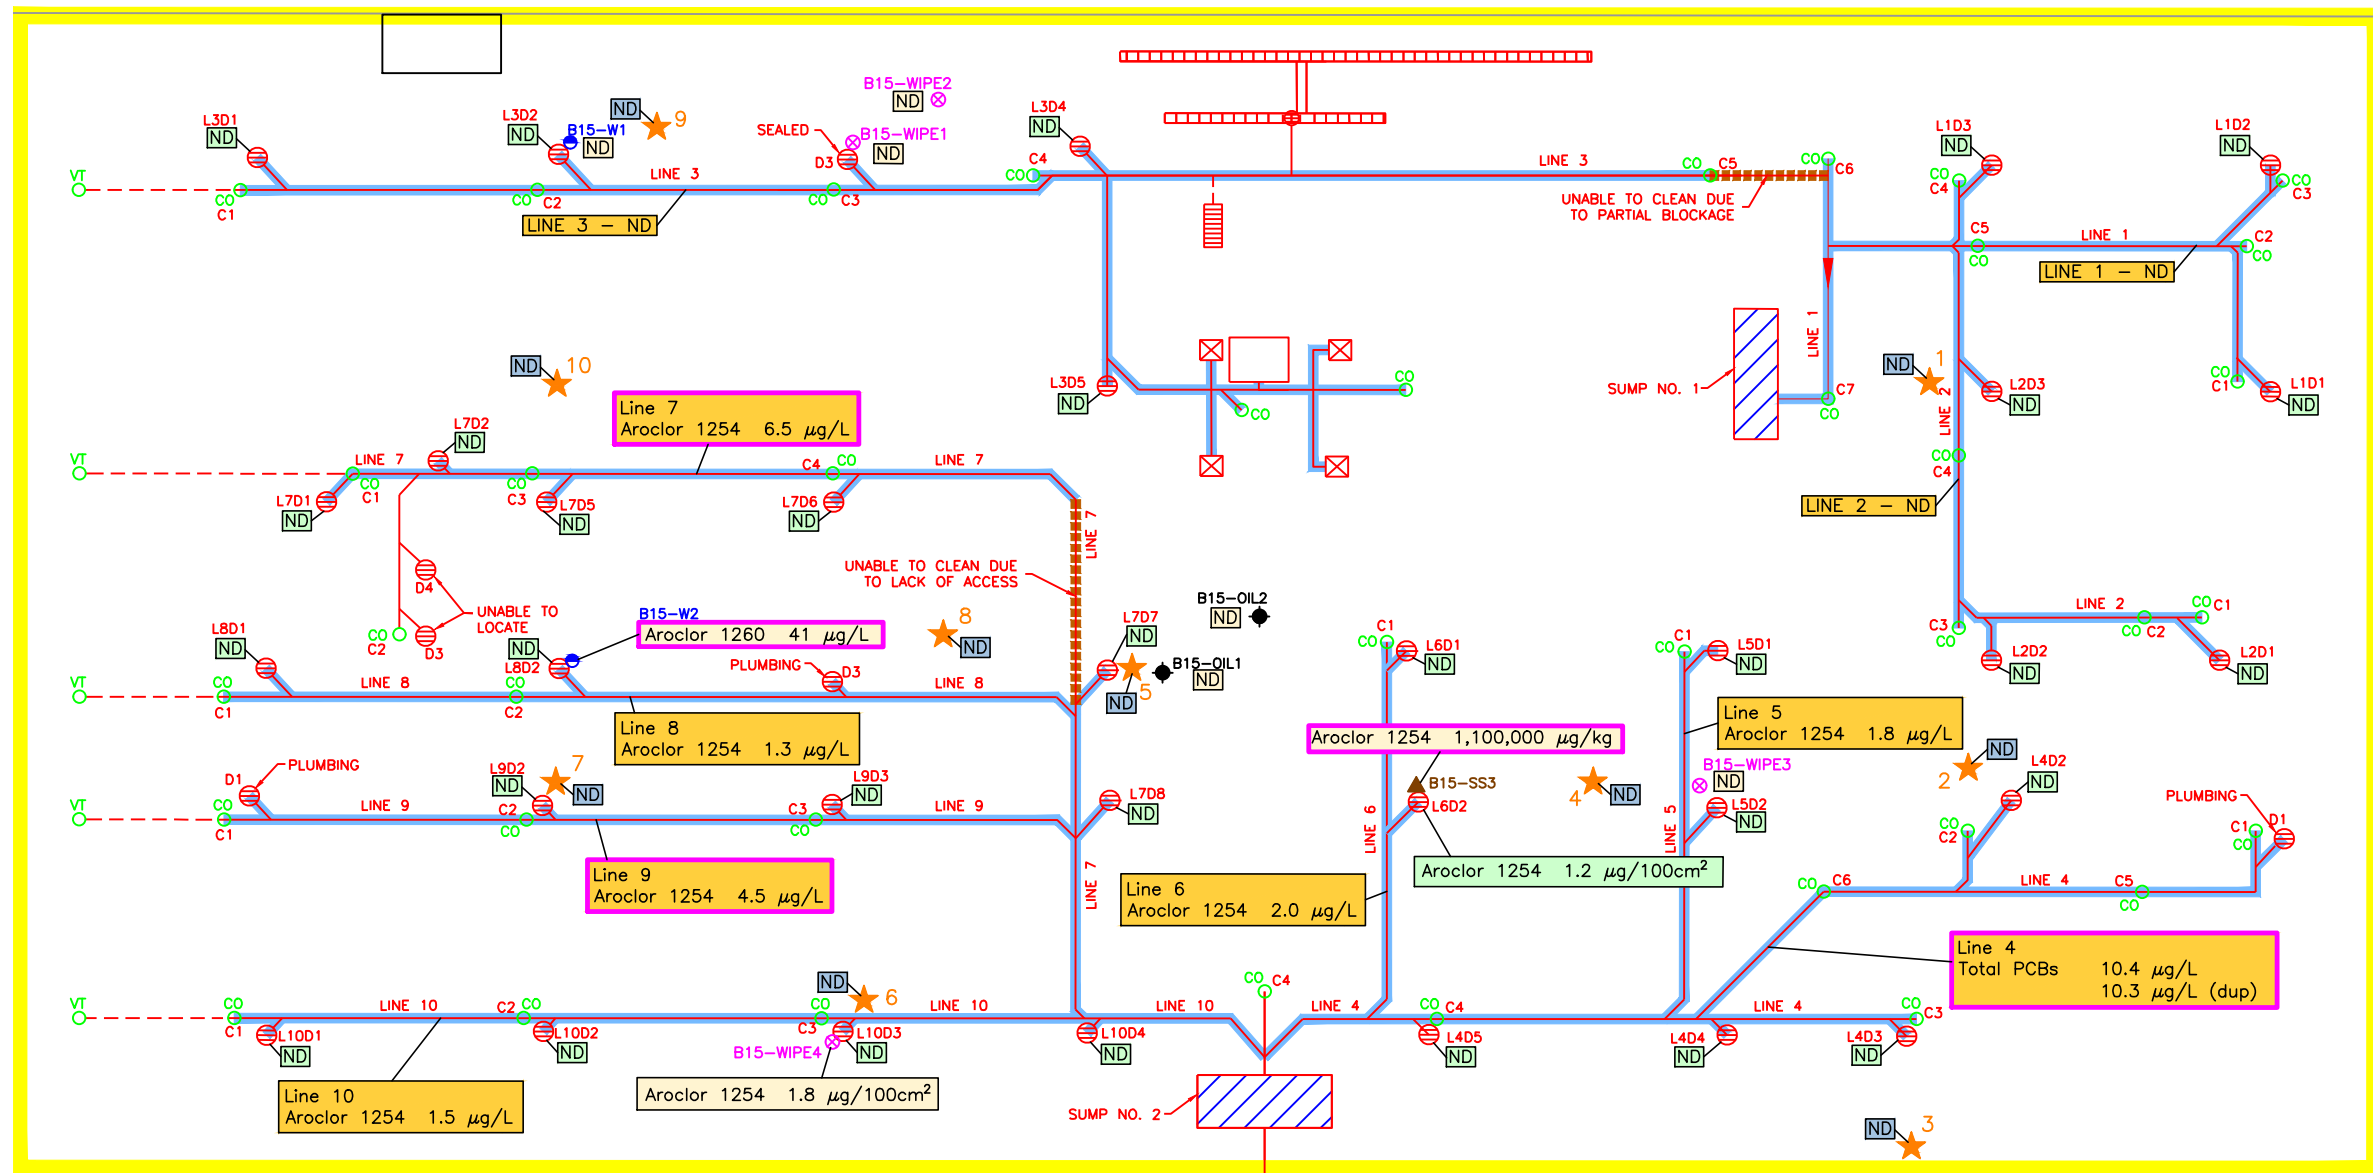 B15-WIPE2
ND
ND
9
L3D1
ND
L3D2
ND
B15-W1
ND
SEALED
B15-WIPE1
ND
D3
L3D4
ND
C4
CO
LINE 3
LINE 3
CO
C5
CO
C6
L1D3
ND
L1D2
ND
CO
C4
CO
C3
VT
CO
C1
CO
C2
CO
C3
LINE 3 - ND
UNABLE TO CLEAN DUE
TO PARTIAL BLOCKAGE
C5
CO
LINE 1
C2
CO
LINE 1 - ND
LINE 1
ND
10
L3D5
ND
CO
CO
SUMP NO. 1
C7
CO
ND
1
LINE 2
L2D3
ND
CO
C1
L1D1
ND
Line 7
Aroclor 1254 6.5 µg/L
L7D2
ND
VT
LINE 7
CO
C1
CO
C3
C4
CO
LINE 7
L7D1
ND
L7D5
ND
L7D6
ND
LINE 7
CO
C4
LINE 2 - ND
D4
UNABLE TO
LOCATE
CO
C2
D3
UNABLE TO CLEAN DUE
TO LACK OF ACCESS
B15-OIL2
ND
B15-W2
Aroclor 1260 41 µg/L
8
ND
L7D7
ND
B15-OIL1
ND
5
ND
L8D1
ND
ND
L8D2
PLUMBING
D3
VT
CO
C1
LINE 8
CO
C2
LINE 8
Line 8
Aroclor 1254 1.3 µg/L
C1
CO
L6D1
ND
C1
CO
L5D1
ND
C3
CO
LINE 2
CO
C2
CO
C1
L2D2
ND
L2D1
ND
Aroclor 1254 1,100,000 µg/kg
Line 5
Aroclor 1254 1.8 µg/L
B15-SS3
L6D2
4
ND
B15-WIPE3
ND
L5D2
ND
ND
2
L4D2
ND
PLUMBING
D1
PLUMBING
D1
L9D2
ND
7
ND
L9D3
ND
VT
CO
C1
LINE 9
C2
CO
C3
CO
LINE 9
L7D8
ND
LINE 6
LINE 5
CO
C2
C1
CO
Line 9
Aroclor 1254 4.5 µg/L
LINE 7
Aroclor 1254 1.2 µg/100cm²
Line 6
Aroclor 1254 2.0 µg/L
CO
C6
LINE 4
C5
CO
Line 4
Total PCBs 10.4 µg/L
10.3 µg/L (dup)
ND
6
VT
CO
C1
LINE 10
C2
CO
CO
C3
LINE 10
LINE 10
CO
C4
LINE 4
CO
C4
LINE 4
CO
C3
L10D1
ND
L10D2
ND
L10D3
ND
B15-WIPE4
L10D4
ND
L4D5
ND
L4D4
ND
L4D3
ND
Line 10
Aroclor 1254 1.5 µg/L
Aroclor 1254 1.8 µg/100cm²
SUMP NO. 2
ND
3